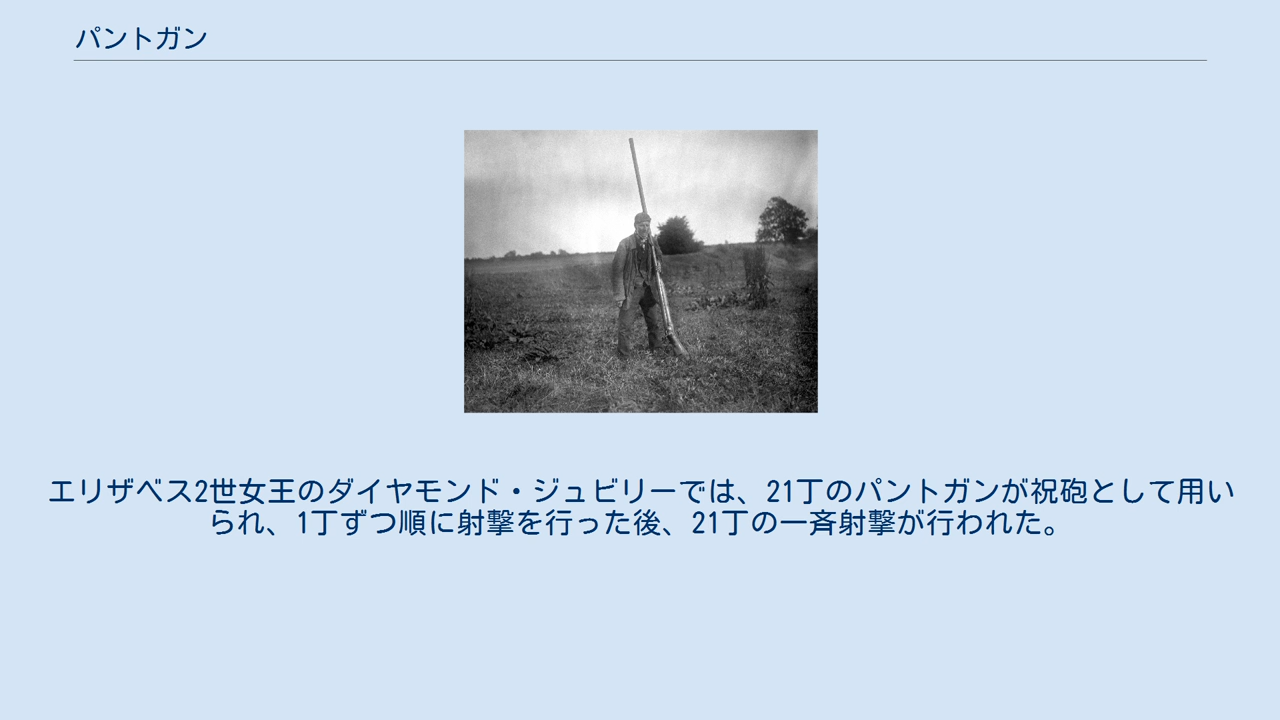 パントガン
エリザベス2世女王のダイヤモンド・ジュビリーでは、21丁のパントガンが祝砲として用い
られ、1丁ずつ順に射撃を行った後、21丁の一斉射撃が行われた。